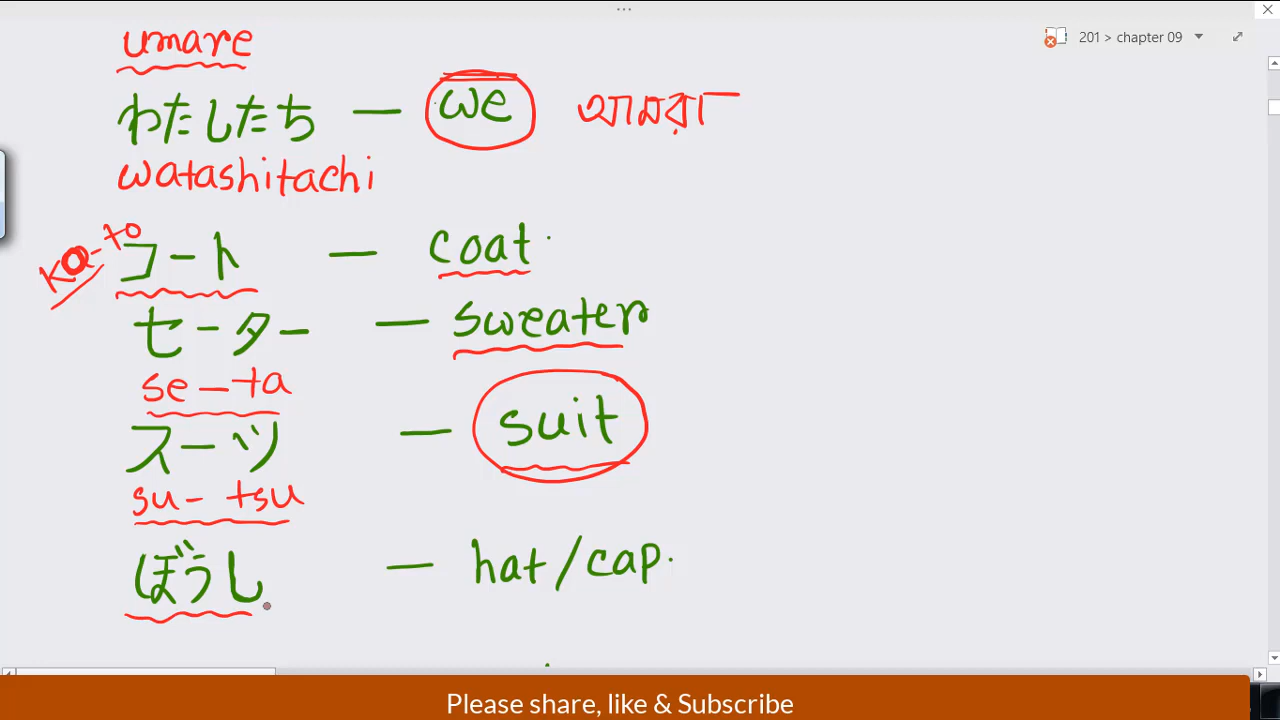 201 > chapter 09
umare
わたしたち — we আমরা
watashitachi
ko-to
コート — coat
セーター — sweater
se-ta
スーツ — suit
su-tsu
ぼうし — hat/cap
Please share, like & Subscribe